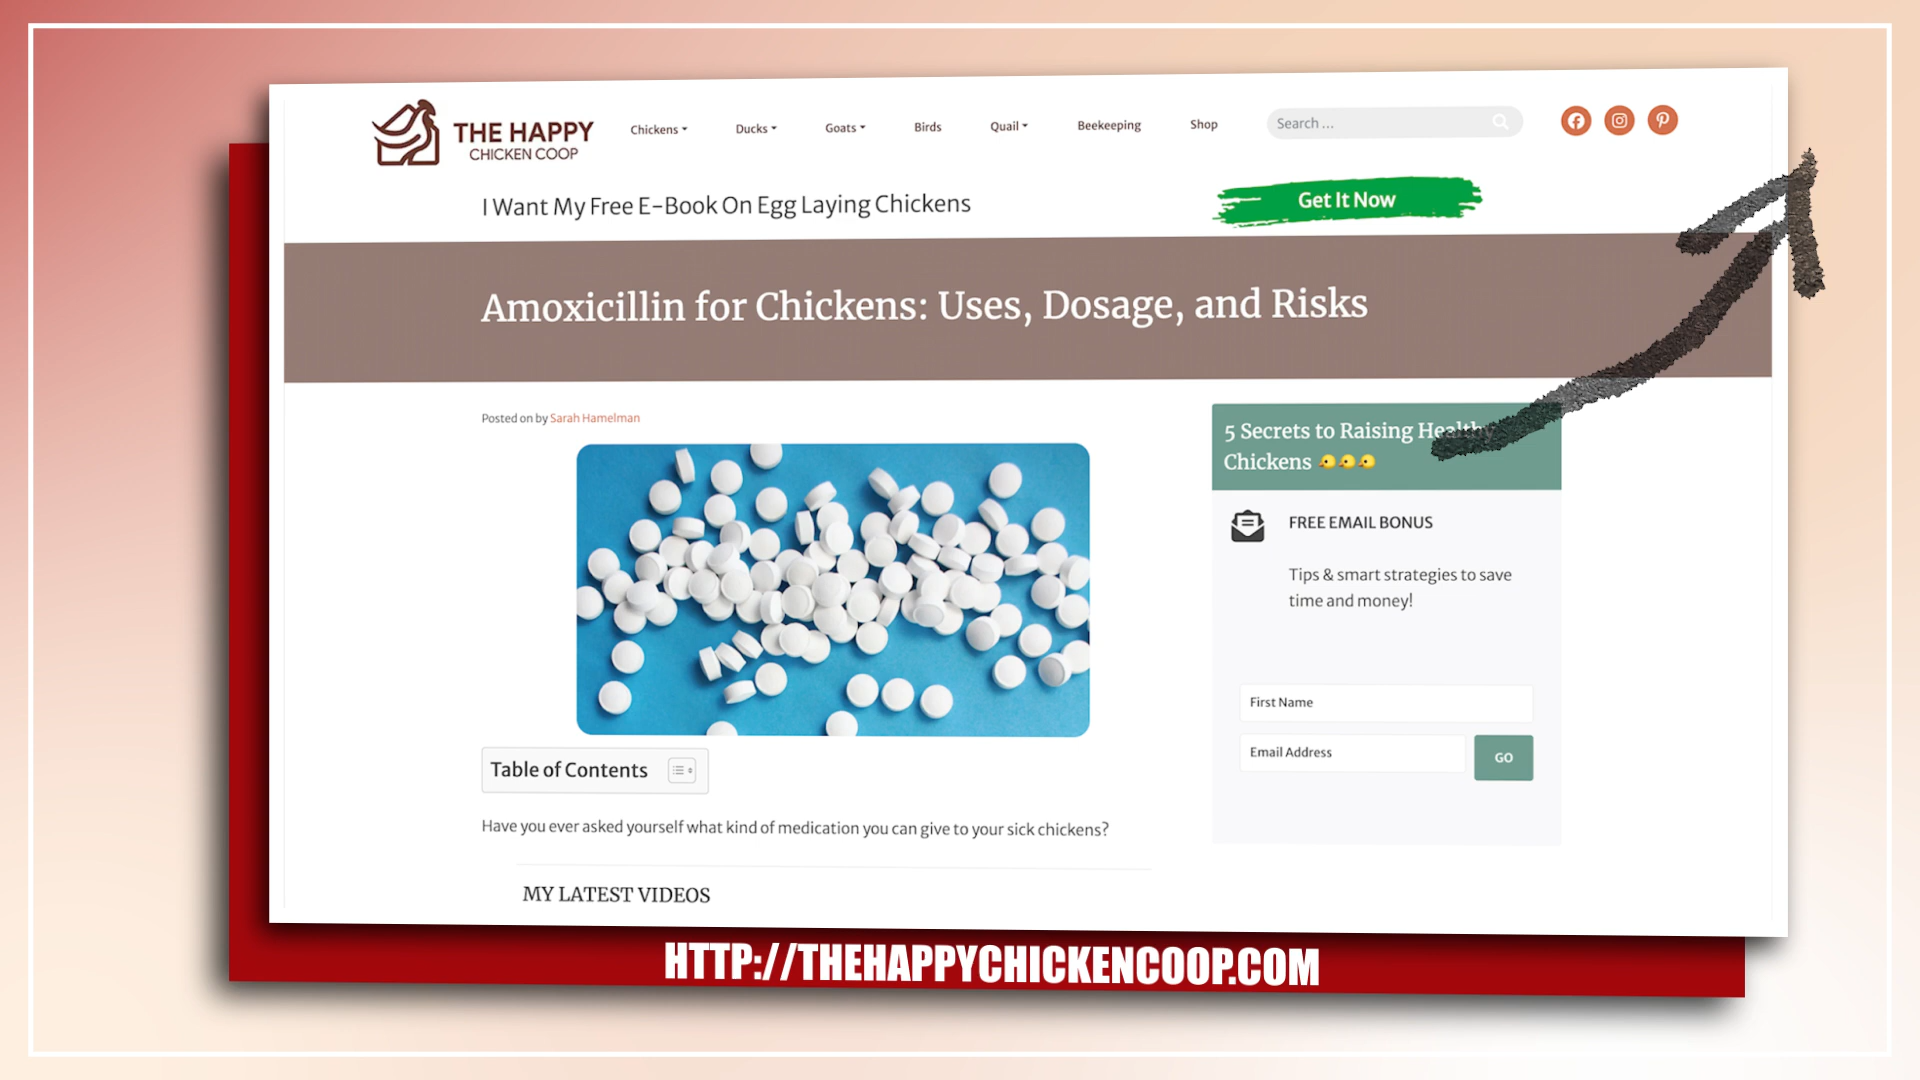 THE HAPPY
CHICKEN COOP
Chickens
Ducks
Goats
Birds
Quail
Beekeeping
Shop
Search ...
I Want My Free E-Book On Egg Laying Chickens
Get It Now
Amoxicillin for Chickens: Uses, Dosage, and Risks
Posted on by Sarah Hamelman
5 Secrets to Raising Healthy
Chickens 🐤🐤🐤
FREE EMAIL BONUS
Tips & smart strategies to save
time and money!
First Name
Email Address
GO
Table of Contents
Have you ever asked yourself what kind of medication you can give to your sick chickens?
MY LATEST VIDEOS
HTTP://THEHAPPYCHICKENCOOP.COM